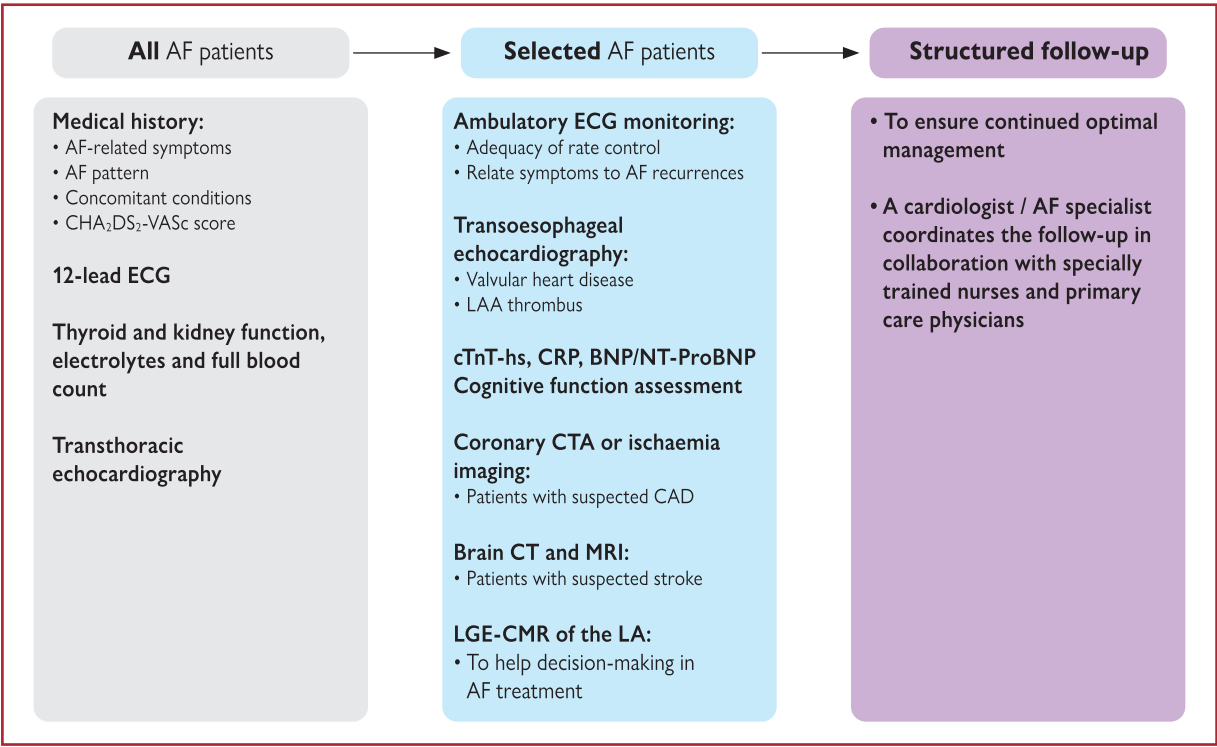 All AF patients
Selected AF patients
Structured follow-up
Medical history:
• AF-related symptoms
• AF pattern
• Concomitant conditions
• CHA₂DS₂-VASc score
12-lead ECG
Thyroid and kidney function,
electrolytes and full blood
count
Transthoracic
echocardiography
Ambulatory ECG monitoring:
• Adequacy of rate control
• Relate symptoms to AF recurrences
Transoesophageal
echocardiography:
• Valvular heart disease
• LAA thrombus
cTnT-hs, CRP, BNP/NT-ProBNP
Cognitive function assessment
Coronary CTA or ischaemia
imaging:
• Patients with suspected CAD
Brain CT and MRI:
• Patients with suspected stroke
LGE-CMR of the LA:
• To help decision-making in
AF treatment
• To ensure continued optimal
management
• A cardiologist / AF specialist
coordinates the follow-up in
collaboration with specially
trained nurses and primary
care physicians